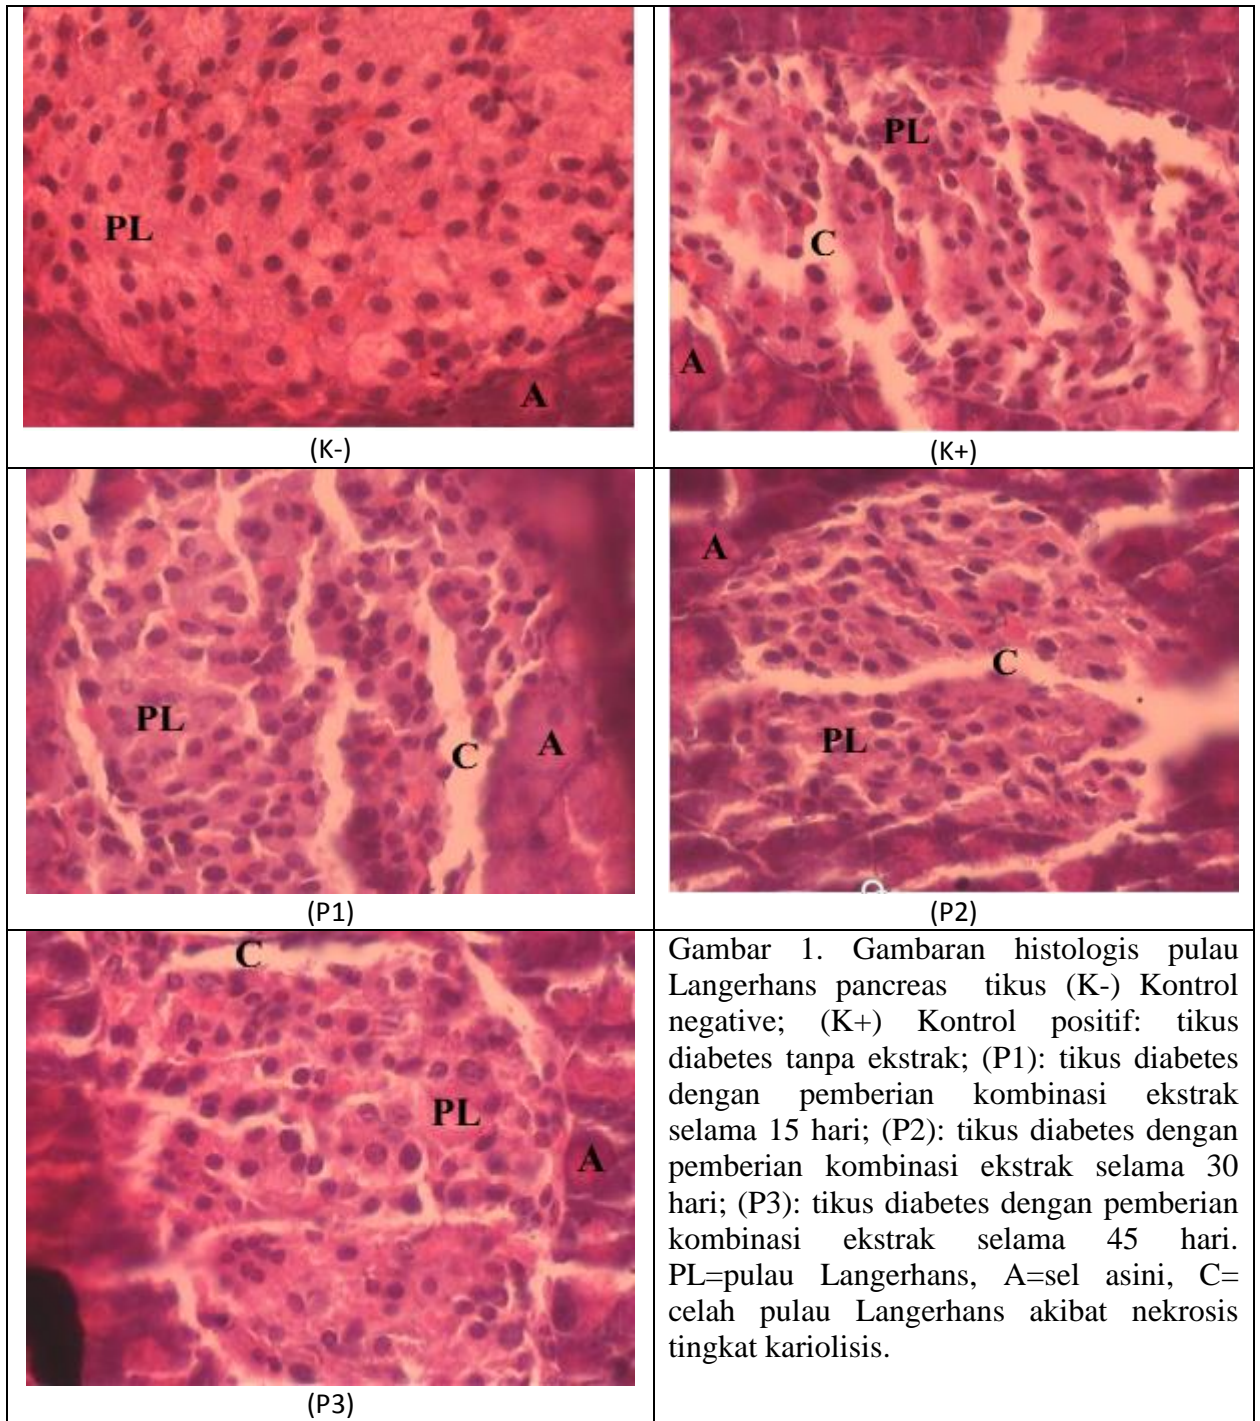 PL
A
(K-)
PL
C
A
(K+)
PL
C
A
(P1)
A
C
PL
(P2)
C
PL
A
(P3)
Gambar 1. Gambaran histologis pulau
Langerhans pancreas tikus (K-) Kontrol
negative; (K+) Kontrol positif: tikus
diabetes tanpa ekstrak; (P1): tikus diabetes
dengan pemberian kombinasi ekstrak
selama 15 hari; (P2): tikus diabetes dengan
pemberian kombinasi ekstrak selama 30
hari; (P3): tikus diabetes dengan pemberian
kombinasi ekstrak selama 45 hari.
PL=pulau Langerhans, A=sel asini, C=
celah pulau Langerhans akibat nekrosis
tingkat kariolisis.